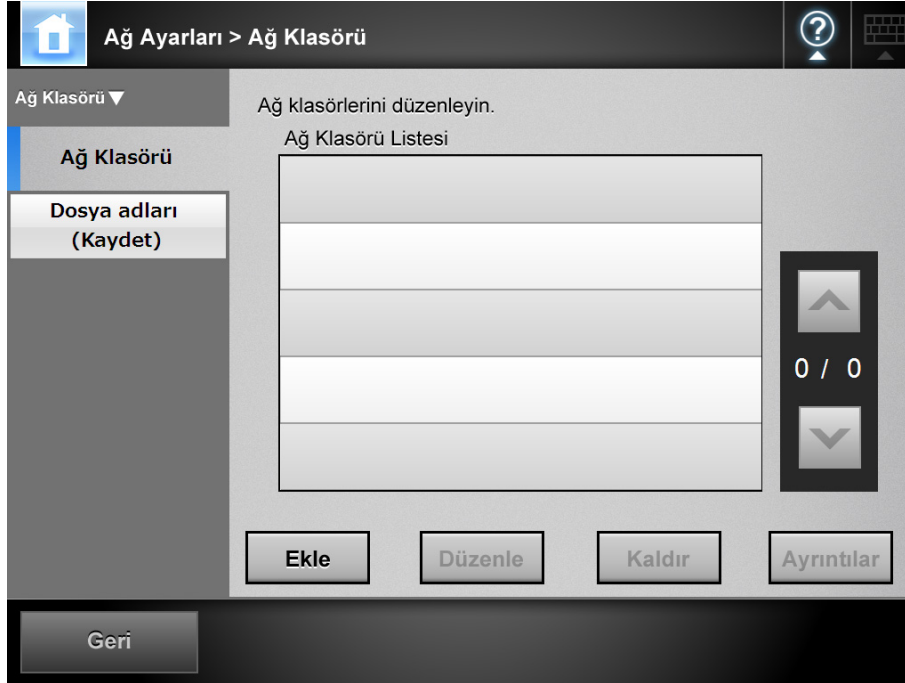 Ağ Ayarları > Ağ Klasörü
?
Ağ Klasörü▼
Ağ Klasörü
Dosya adları
(Kaydet)
Ağ klasörlerini düzenleyin.
Ağ Klasörü Listesi
0 / 0
Ekle
Düzenle
Kaldır
Ayrıntılar
Geri